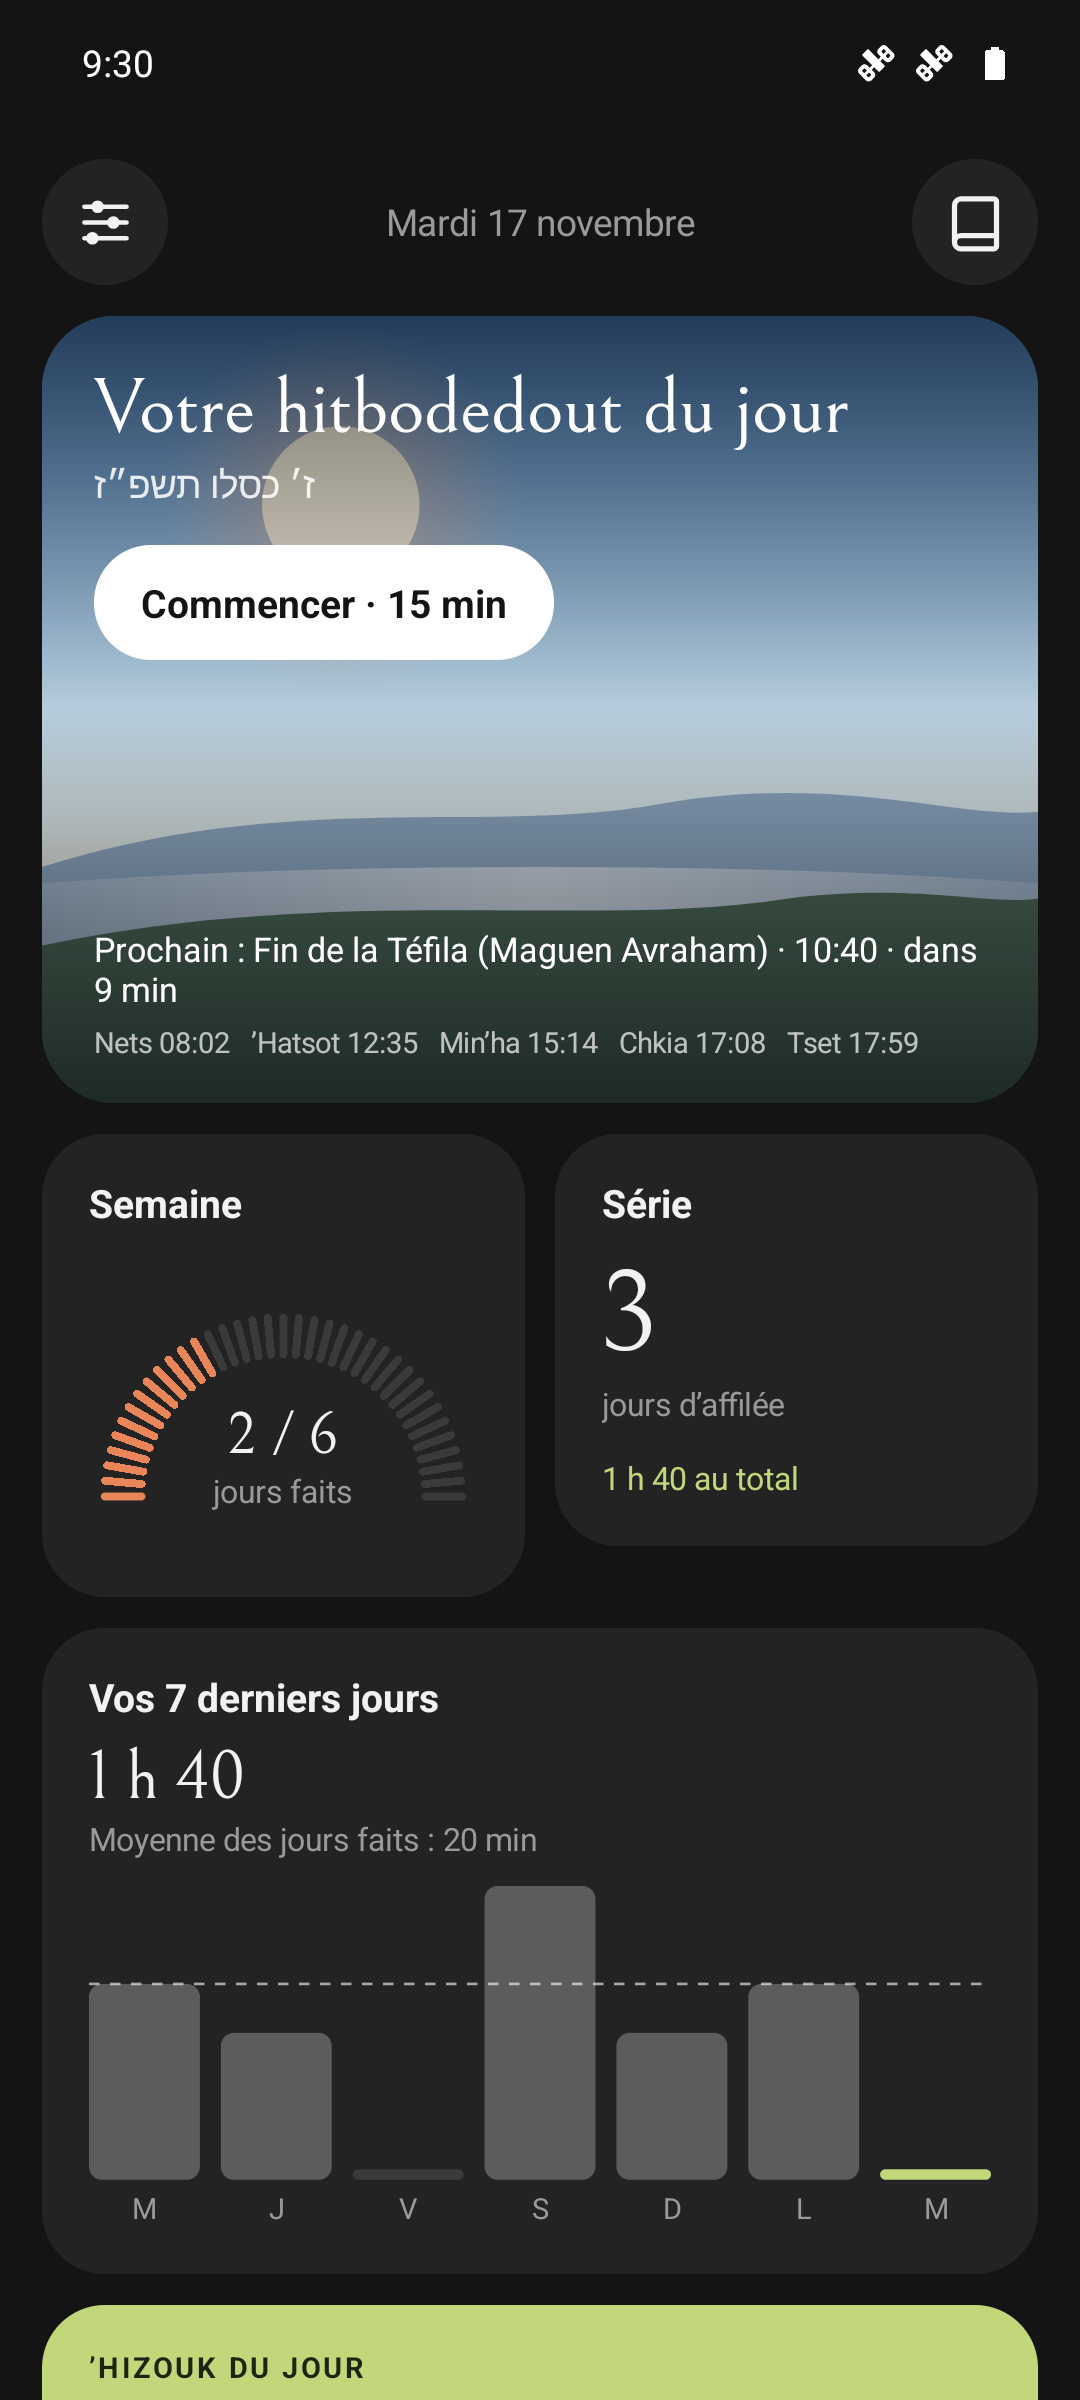 9:30
Mardi 17 novembre
Votre hitbodedout du jour
ז׳ כסלו תשפ״ז
Commencer · 15 min
Prochain : Fin de la Téfila (Maguen Avraham) · 10:40 · dans
9 min
Nets 08:02 ’Hatsot 12:35 Min’ha 15:14 Chkia 17:08 Tset 17:59
Semaine
2 / 6
jours faits
Série
3
jours d’affilée
1 h 40 au total
Vos 7 derniers jours
1 h 40
Moyenne des jours faits : 20 min
M J V S D L M
’HIZOUK DU JOUR